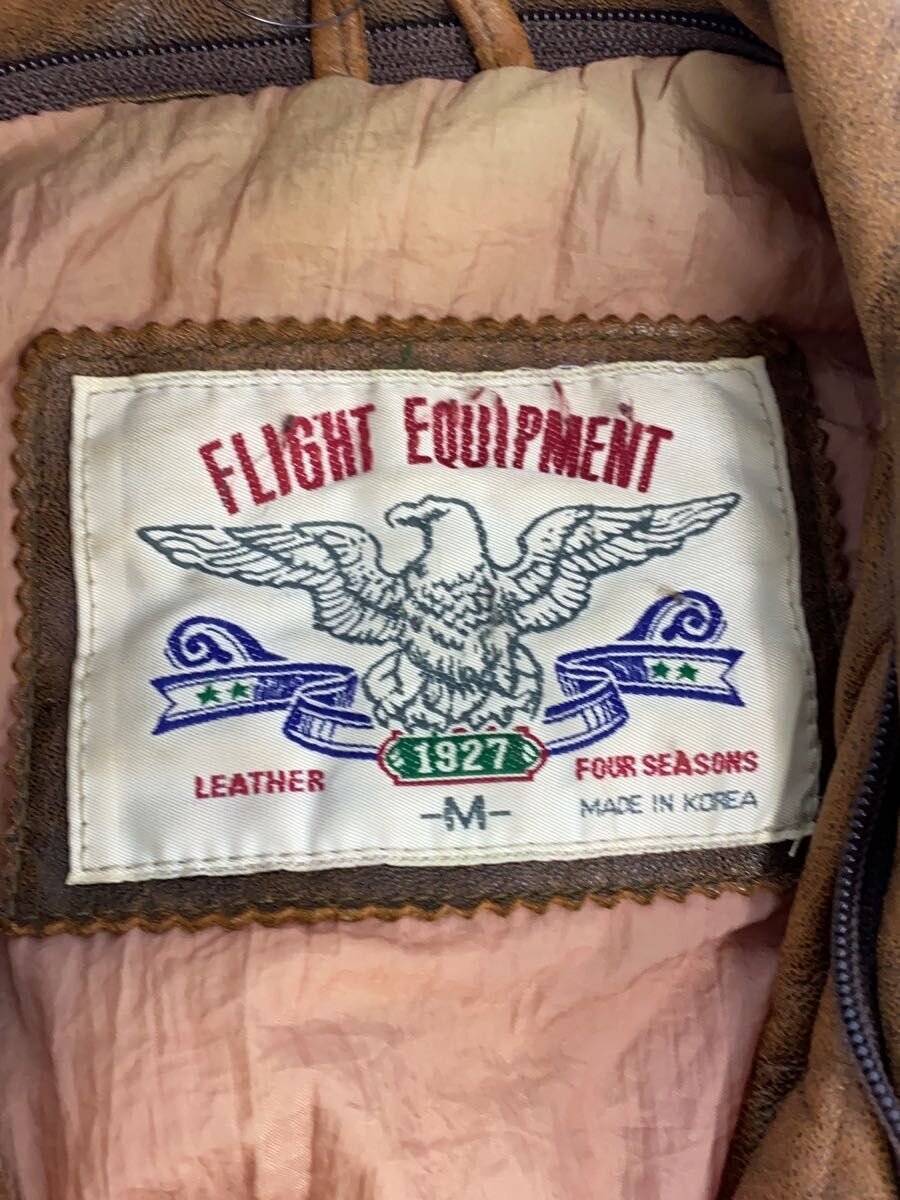 FLIGHT EQUIPMENT
1927
LEATHER
FOUR SEASONS
-M-
MADE IN KOREA